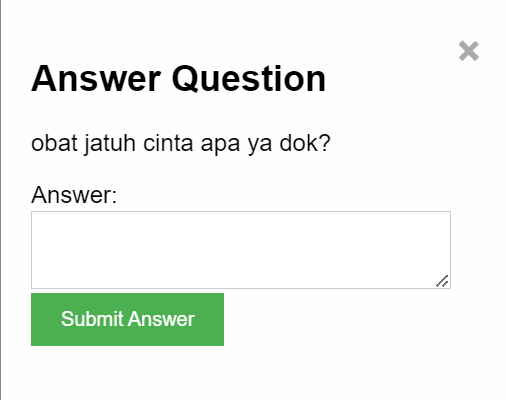 Answer Question
obat jatuh cinta apa ya dok?
Answer:
Submit Answer